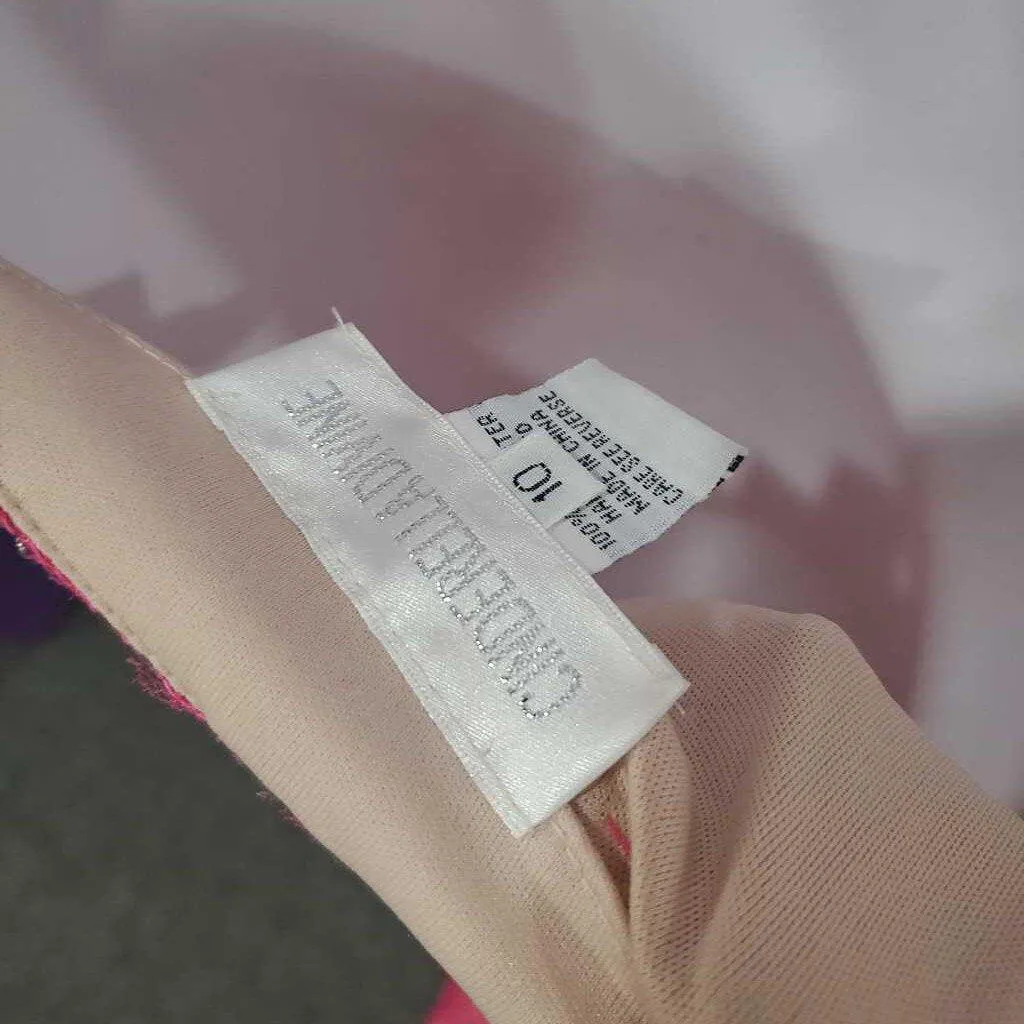 CINDERELLA DIVINE
10
100%
MADE IN CHINA
CARE SEE REVERSE